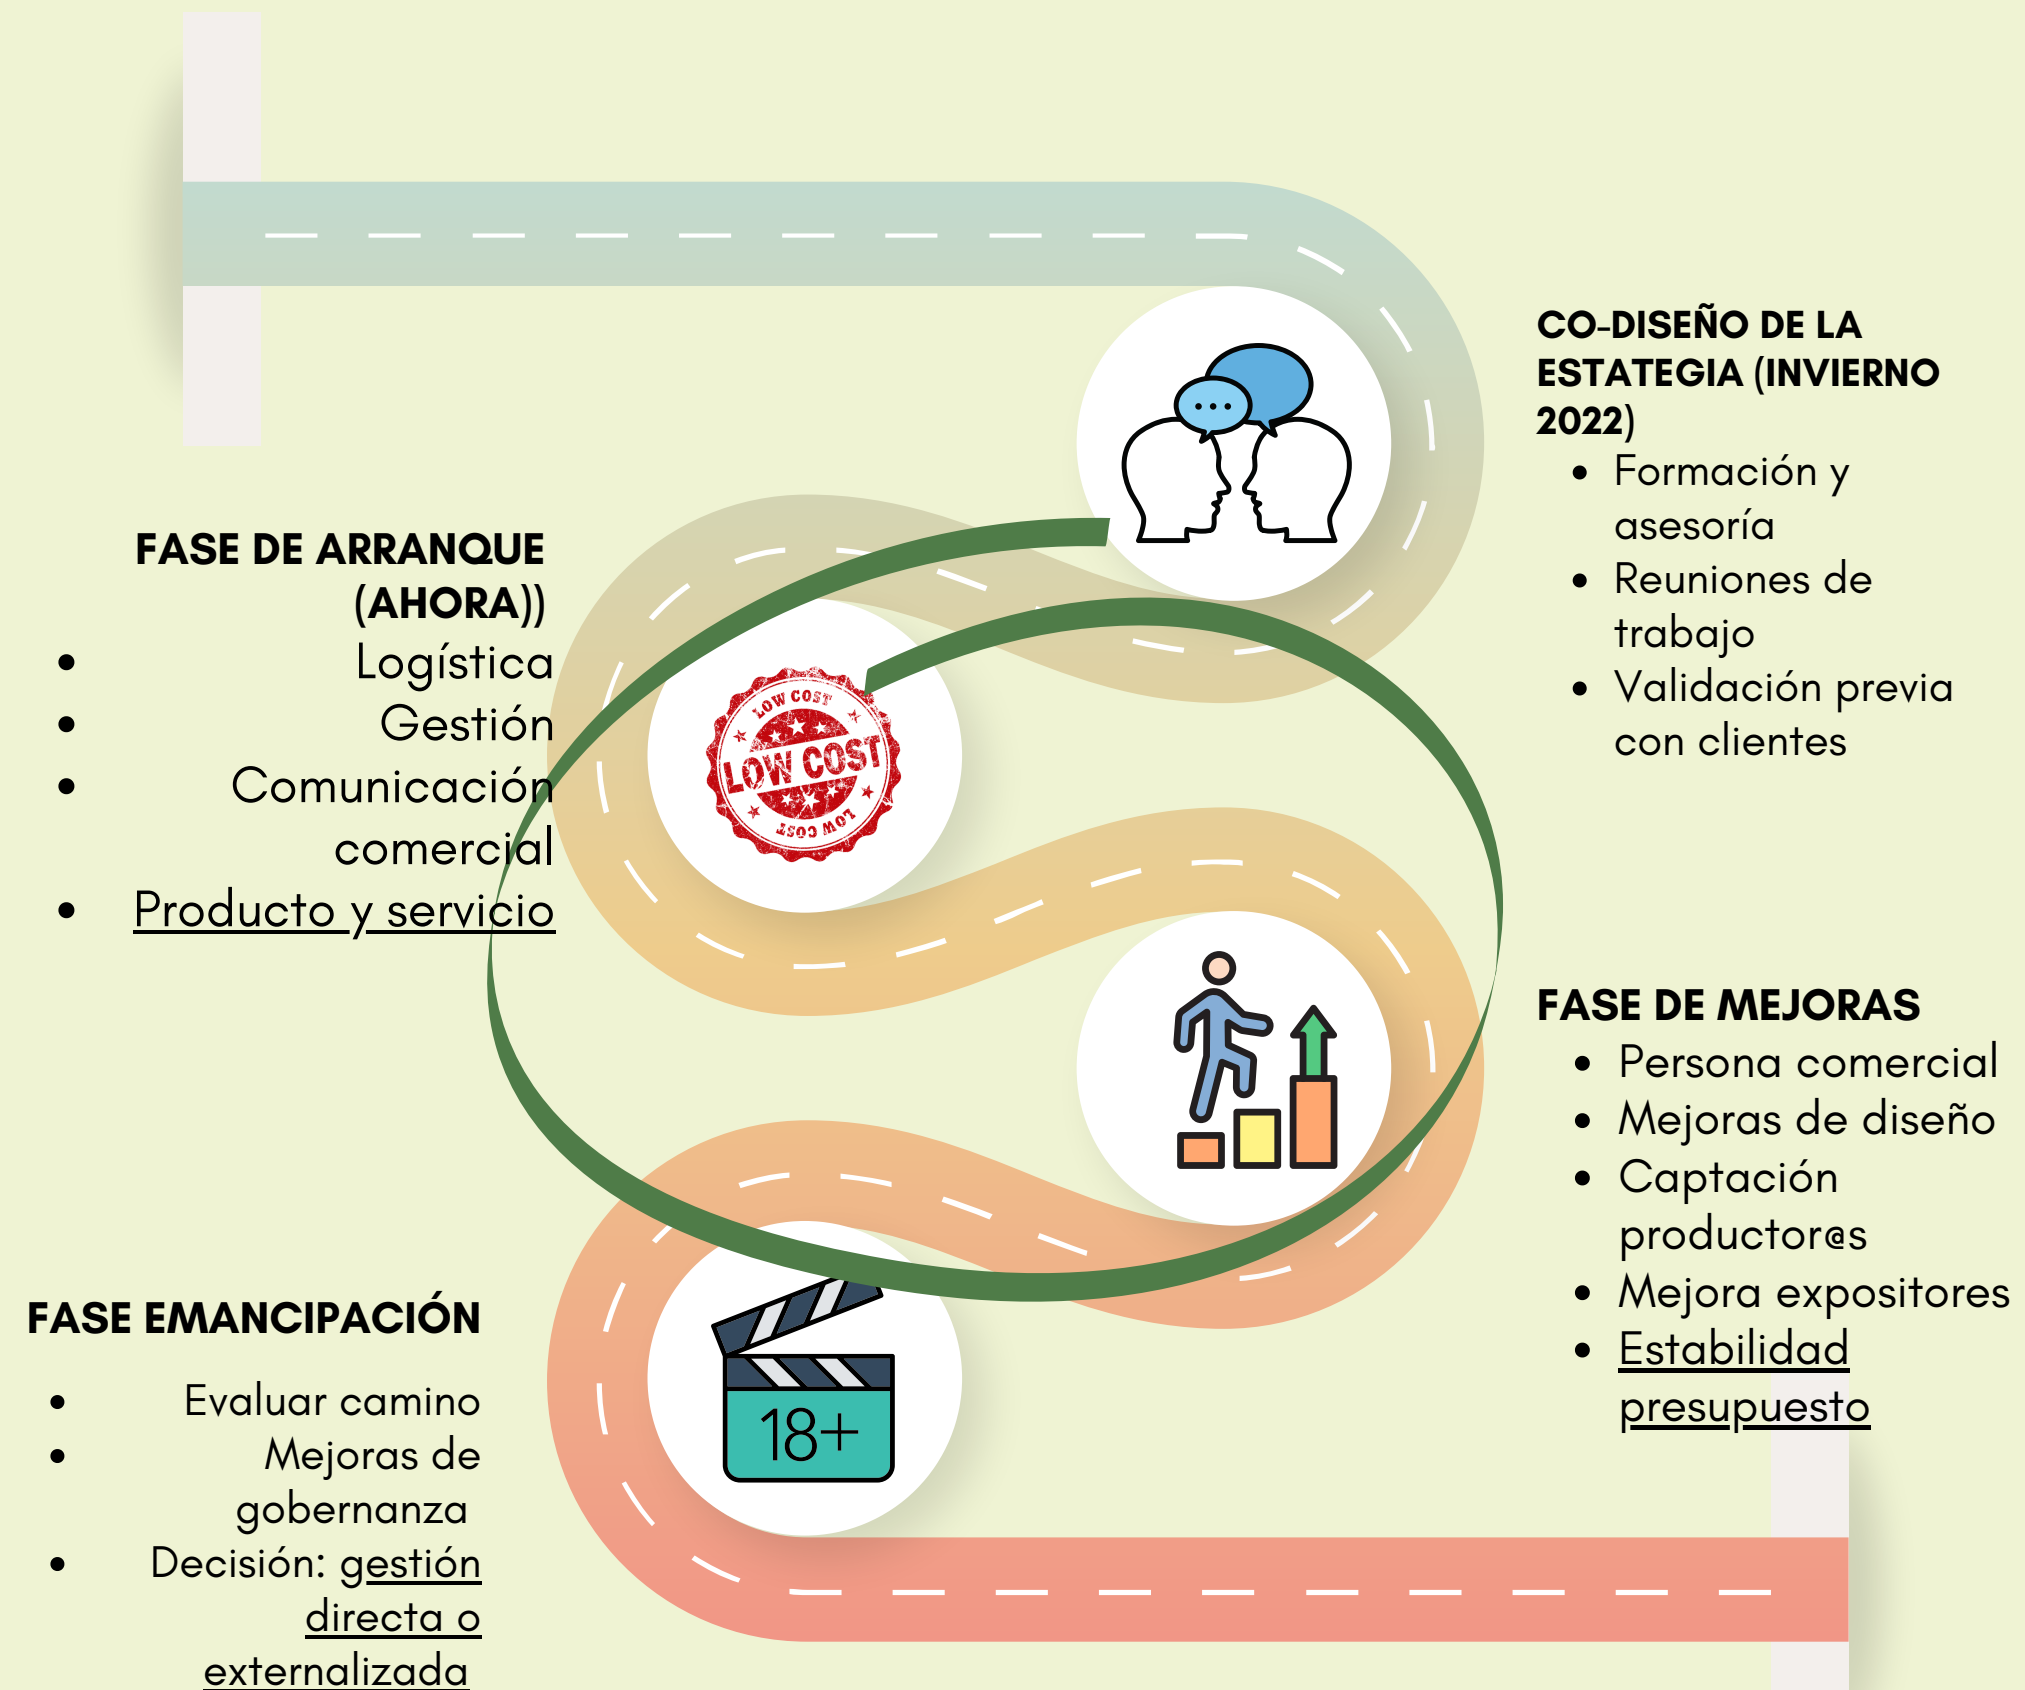 CO-DISEÑO DE LA
ESTATEGIA (INVIERNO
2022)
• Formación y
asesoría
• Reuniones de
trabajo
• Validación previa
con clientes
FASE DE ARRANQUE
(AHORA))
• Logística
• Gestión
• Comunicación
comercial
• Producto y servicio
LOW COST
LOW COST
LOW COST
FASE DE MEJORAS
• Persona comercial
• Mejoras de diseño
• Captación
productor@s
• Mejora expositores
• Estabilidad
presupuesto
FASE EMANCIPACIÓN
• Evaluar camino
• Mejoras de
gobernanza
• Decisión: gestión
directa o
externalizada
18+